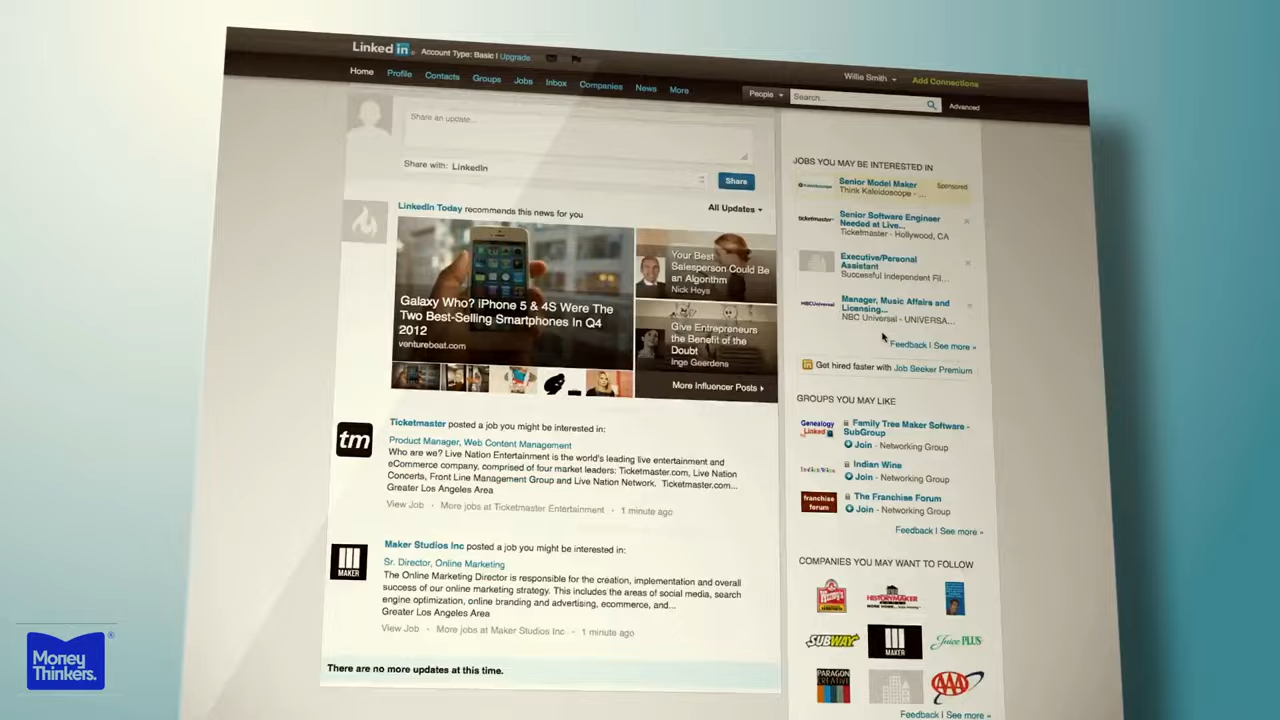 Linked in
Account Type: Basic | Upgrade
Willie Smith
Add Connections
Home Profile Contacts Groups Jobs Inbox Companies News More
People
Search...
Advanced
Share an update...
Share with: LinkedIn
Share
LinkedIn Today recommends this news for you
All Updates
Galaxy Who? iPhone 5 & 4S Were The
Two Best-Selling Smartphones In Q4
2012
venturebeat.com
Your Best
Salesperson Could Be
an Algorithm
Nick Hoys
Give Entrepreneurs
the Benefit of the
Doubt
Inge Geerdens
More Influencer Posts
tm
Ticketmaster posted a job you might be interested in:
Product Manager, Web Content Management
Who are we? Live Nation Entertainment is the world's leading live entertainment and
eCommerce company, comprised of four market leaders: Ticketmaster.com, Live Nation
Concerts, Front Line Management Group and Live Nation Network. Ticketmaster.com...
Greater Los Angeles Area
View Job · More jobs at Ticketmaster Entertainment · 1 minute ago
MAKER
Maker Studios Inc posted a job you might be interested in:
Sr. Director, Online Marketing
The Online Marketing Director is responsible for the creation, implementation and overall
success of our online marketing strategy. This includes the areas of social media, search
engine optimization, online branding and advertising, ecommerce, and...
Greater Los Angeles Area
View Job · More jobs at Maker Studios Inc · 1 minute ago
There are no more updates at this time.
JOBS YOU MAY BE INTERESTED IN
Senior Model Maker
Sponsored
Think Kaleidoscope - ...
ticketmaster
Senior Software Engineer
Needed at Live...
Ticketmaster - Hollywood, CA
Executive/Personal
Assistant
Successful Independent Fil...
NBCUniversal
Manager, Music Affairs and
Licensing...
NBC Universal - UNIVERSA...
Feedback | See more »
in Get hired faster with Job Seeker Premium
GROUPS YOU MAY LIKE
Genealogy
Linked in
Family Tree Maker Software -
SubGroup
Join - Networking Group
Indian Wine
Indian Wine
Join - Networking Group
franchise
forum
The Franchise Forum
Join - Networking Group
Feedback | See more »
COMPANIES YOU MAY WANT TO FOLLOW
HISTORYMAKER
SUBWAY
MAKER
Juice PLUS
PARAGON
CREATIVE
AAA
Feedback | See more »
Money
Thinkers.
®